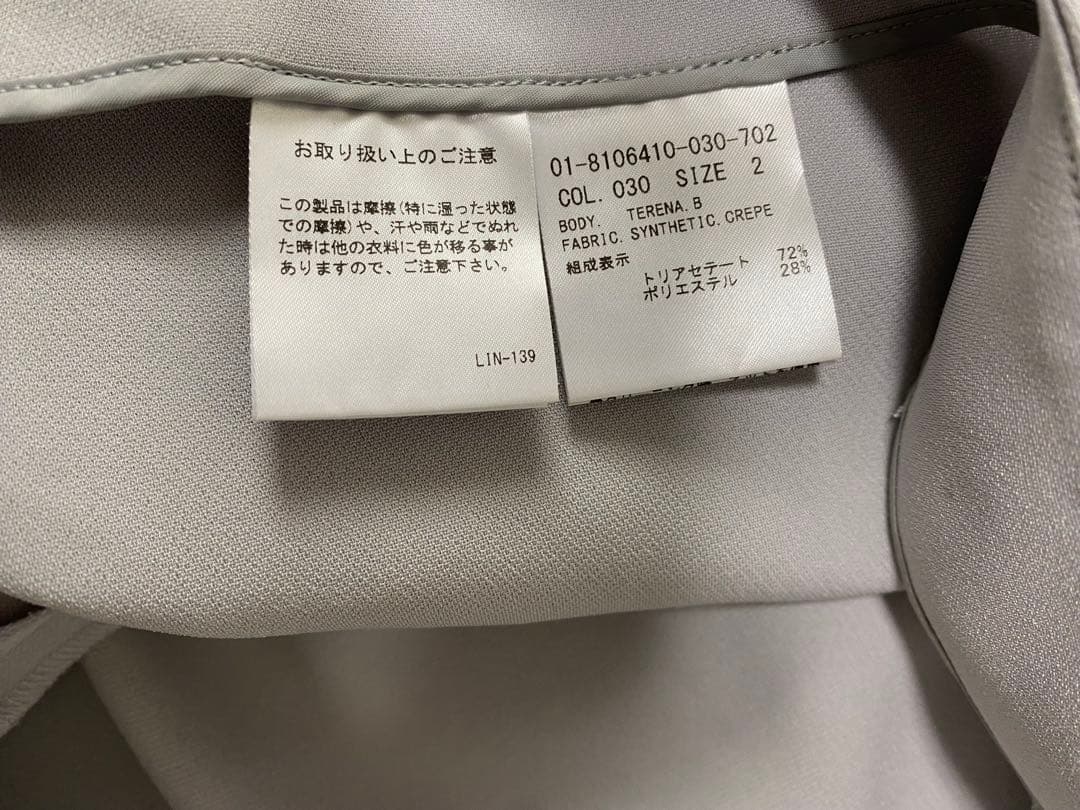 お取り扱い上のご注意
この製品は摩擦(特に湿った状態
での摩擦)や、汗や雨などでぬれ
た時は他の衣料に色が移る事が
ありますので、ご注意下さい。
LIN-139
01-8106410-030-702
COL. 030 SIZE 2
BODY. TERENA.B
FABRIC. SYNTHETIC.CREPE
組成表示
トリアセテート 72%
ポリエステル 28%